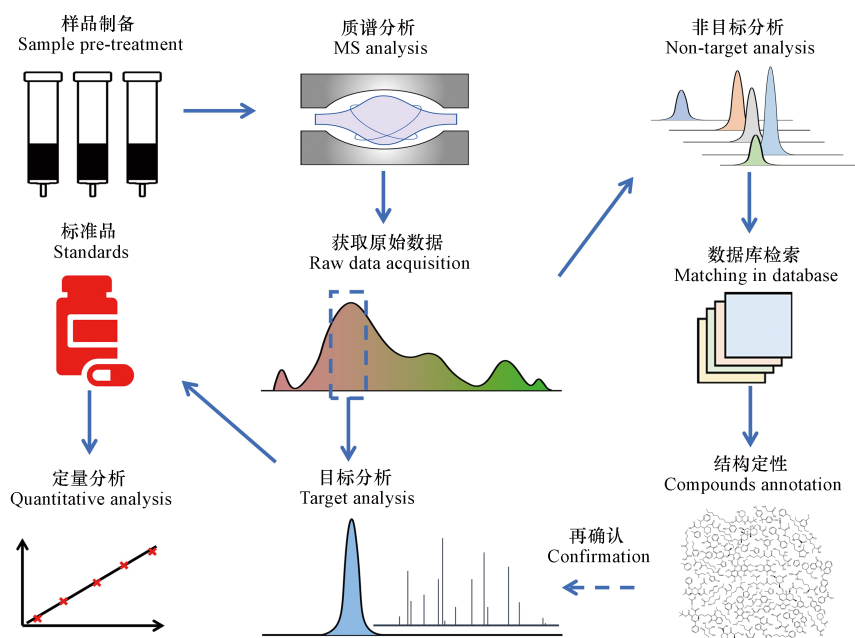 样品制备
Sample pre-treatment
质谱分析
MS analysis
非目标分析
Non-target analysis
标准品
Standards
获取原始数据
Raw data acquisition
数据库检索
Matching in database
定量分析
Quantitative analysis
目标分析
Target analysis
再确认
Confirmation
结构定性
Compounds annotation